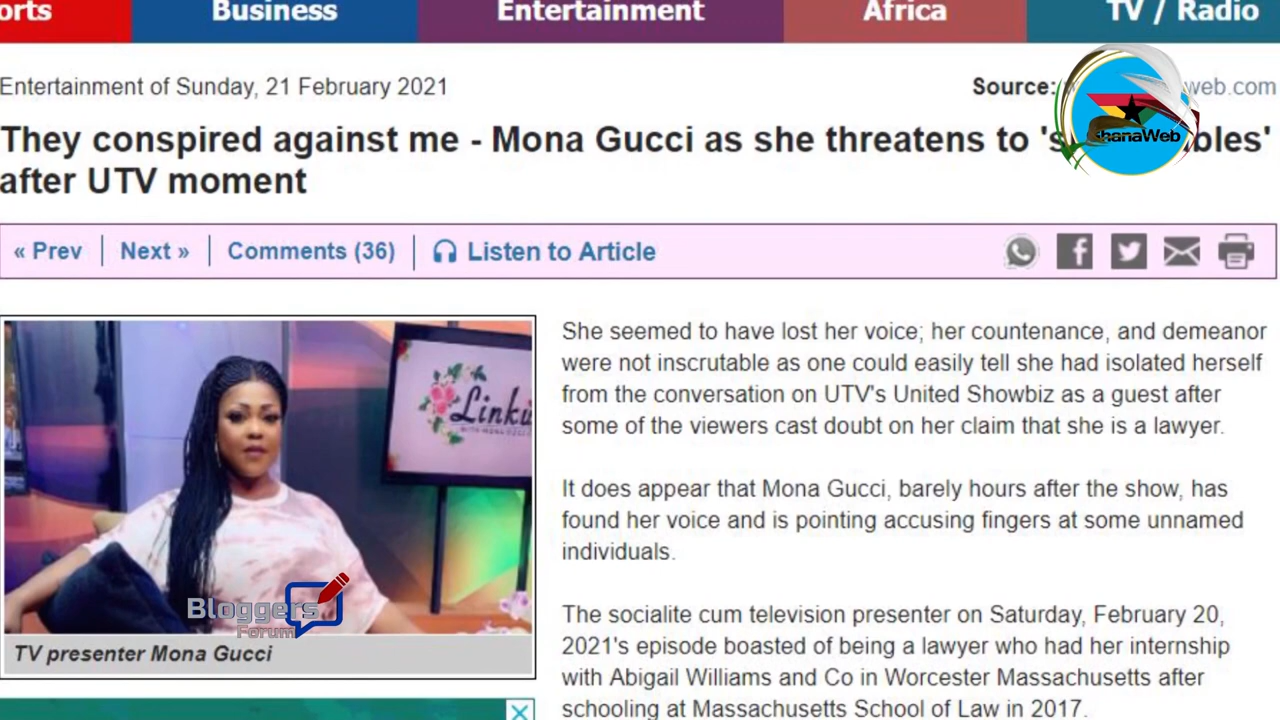 orts Business Entertainment Africa TV / Radio
Entertainment of Sunday, 21 February 2021
Source: web.com
They conspired against me - Mona Gucci as she threatens to
after UTV moment
GhanaWeb
« Prev Next » Comments (36) Listen to Article
Linku
WITH MONA GUCCI
Bloggers
Forum
TV presenter Mona Gucci
She seemed to have lost her voice; her countenance, and demeanor
were not inscrutable as one could easily tell she had isolated herself
from the conversation on UTV's United Showbiz as a guest after
some of the viewers cast doubt on her claim that she is a lawyer.
It does appear that Mona Gucci, barely hours after the show, has
found her voice and is pointing accusing fingers at some unnamed
individuals.
The socialite cum television presenter on Saturday, February 20,
2021's episode boasted of being a lawyer who had her internship
with Abigail Williams and Co in Worcester Massachusetts after
schooling at Massachusetts School of Law in 2017.